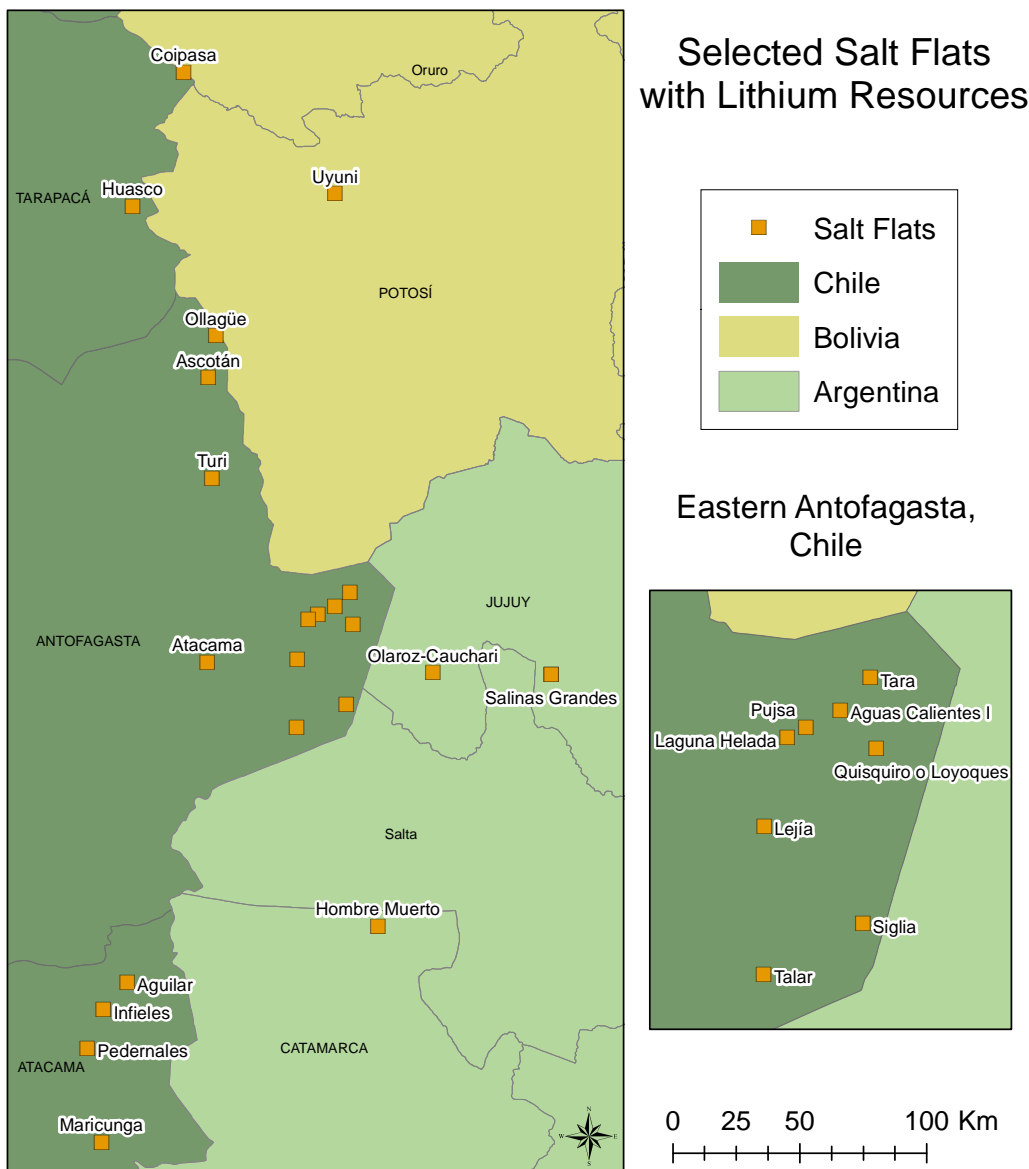 Selected Salt Flats
with Lithium Resources
Coipasa
Oruro
Uyuni
Huasco
TARAPACÁ
POTOSÍ
Ollagüe
Ascotán
Turi
JUJUY
ANTOFAGASTA
Atacama
Olaroz-Cauchari
Salinas Grandes
Salta
Hombre Muerto
Aguilar
Infieles
Pedernales
CATAMARCA
ATACAMA
Maricunga
N
W
E
S
Salt Flats
Chile
Bolivia
Argentina
Eastern Antofagasta,
Chile
Tara
Aguas Calientes I
Pujsa
Laguna Helada
Quisquiro o Loyoques
Lejía
Siglia
Talar
0 25 50 100 Km